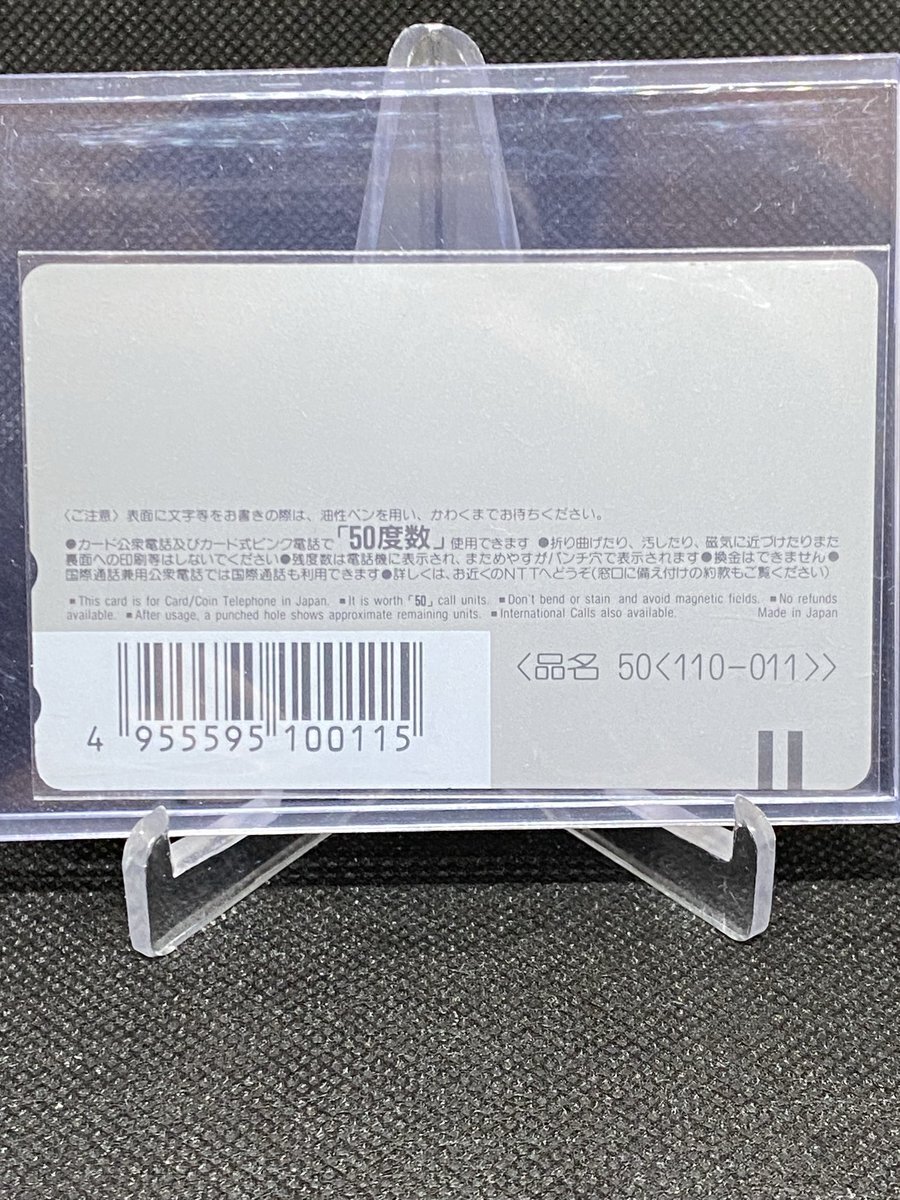 〈ご注意〉表面に文字等をお書きの際は、油性ペンを用い、かわくまでお待ちください。
●カード公衆電話及びカード式ピンク電話で「50度数」使用できます ●折り曲げたり、汚したり、磁気に近づけたりまた
裏面への印刷等はしないでください●残度数は電話機に表示され、まためやすがパンチ穴で表示されます●換金はできません●
国際通話兼用公衆電話では国際通話も利用できます●詳しくは、お近くのNTTへどうぞ(窓口に備え付けの約款もご覧ください)
■This card is for Card/Coin Telephone in Japan. ■It is worth「50」call units. ■Don't bend or stain and avoid magnetic fields. ■No refunds
available. ■After usage, a punched hole shows approximate remaining units. ■International Calls also available. Made in Japan
〈品名 50〈110-011〉〉
4 955595 100115